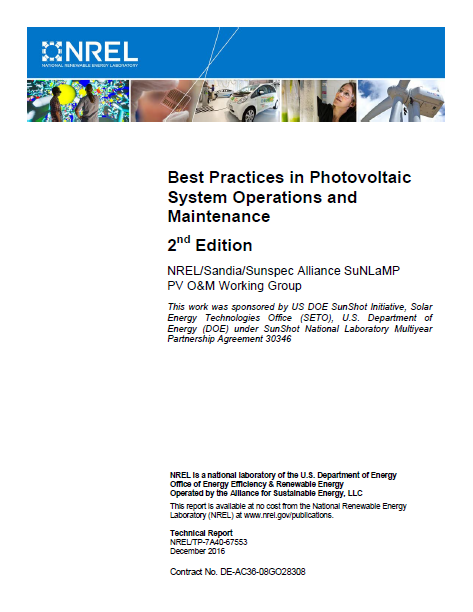 NREL
NATIONAL RENEWABLE ENERGY LABORATORY
Best Practices in Photovoltaic
System Operations and
Maintenance
2nd Edition
NREL/Sandia/Sunspec Alliance SuNLaMP
PV O&M Working Group
This work was sponsored by US DOE SunShot Initiative, Solar
Energy Technologies Office (SETO), U.S. Department of
Energy (DOE) under SunShot National Laboratory Multiyear
Partnership Agreement 30346
NREL is a national laboratory of the U.S. Department of Energy
Office of Energy Efficiency & Renewable Energy
Operated by the Alliance for Sustainable Energy, LLC
This report is available at no cost from the National Renewable Energy
Laboratory (NREL) at www.nrel.gov/publications.
Technical Report
NREL/TP-7A40-67553
December 2016
Contract No. DE-AC36-08GO28308